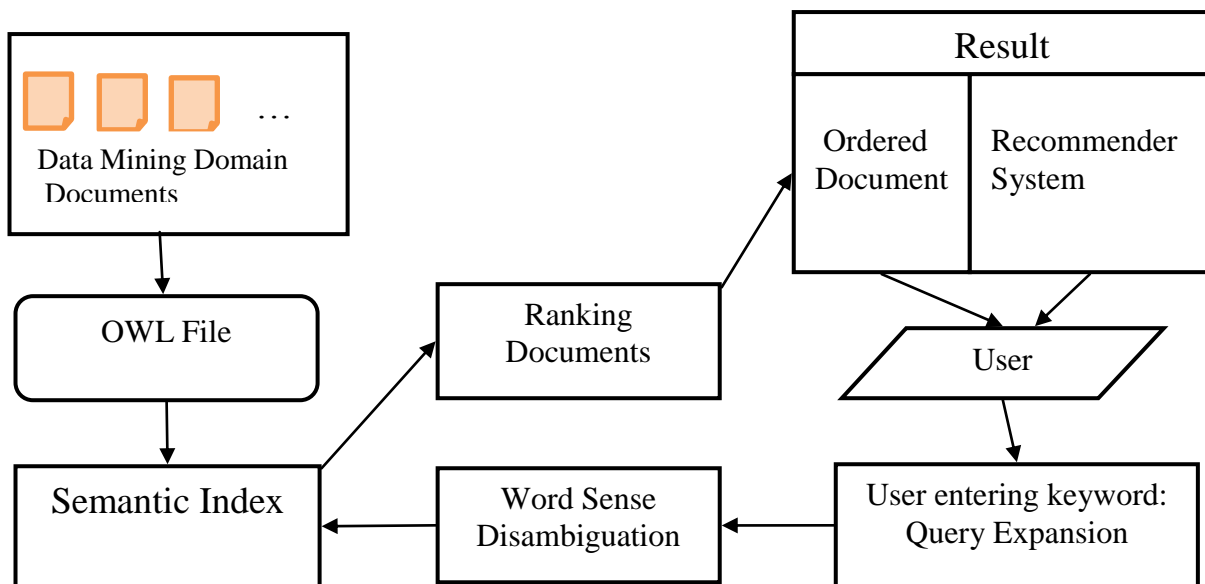 …
Data Mining Domain
Documents
OWL File
Semantic Index
Ranking
Documents
Word Sense
Disambiguation
Result
Ordered
Document
Recommender
System
User
User entering keyword:
Query Expansion